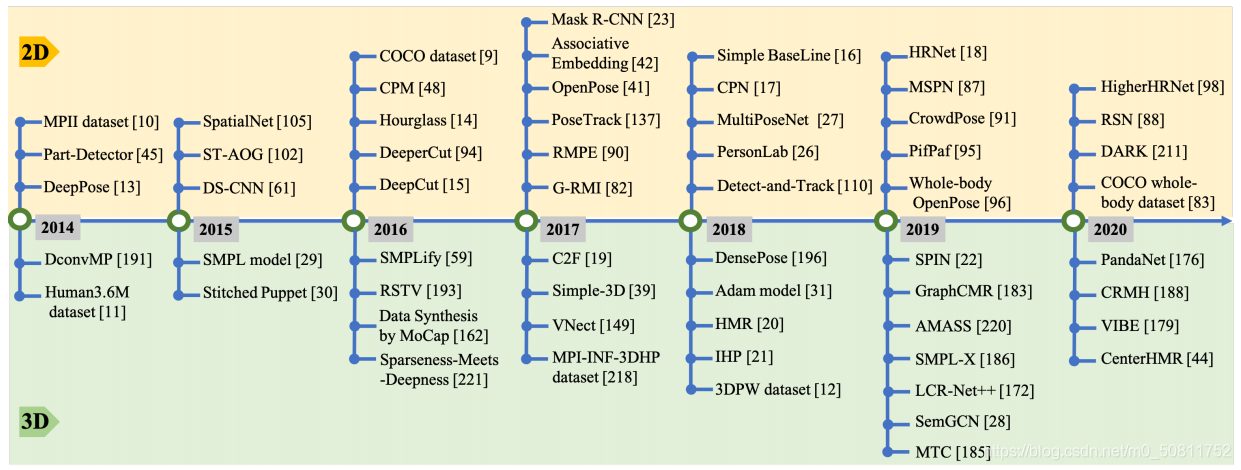 2D
MPII dataset [10]
Part-Detector [45]
DeepPose [13]
SpatialNet [105]
ST-AOG [102]
DS-CNN [61]
COCO dataset [9]
CPM [48]
Hourglass [14]
DeeperCut [94]
DeepCut [15]
Mask R-CNN [23]
Associative
Embedding [42]
OpenPose [41]
PoseTrack [137]
RMPE [90]
G-RMI [82]
Simple BaseLine [16]
CPN [17]
MultiPoseNet [27]
PersonLab [26]
Detect-and-Track [110]
HRNet [18]
MSPN [87]
CrowdPose [91]
PifPaf [95]
Whole-body
OpenPose [96]
HigherHRNet [98]
RSN [88]
DARK [211]
COCO whole-
body dataset [83]
2014
2015
2016
2017
2018
2019
2020
DconvMP [191]
Human3.6M
dataset [11]
SMPL model [29]
Stitched Puppet [30]
SMPLify [59]
RSTV [193]
Data Synthesis
by MoCap [162]
Sparseness-Meets
-Deepness [221]
C2F [19]
Simple-3D [39]
VNect [149]
MPI-INF-3DHP
dataset [218]
DensePose [196]
Adam model [31]
HMR [20]
IHP [21]
3DPW dataset [12]
SPIN [22]
GraphCMR [183]
AMASS [220]
SMPL-X [186]
LCR-Net++ [172]
SemGCN [28]
MTC [185]
PandaNet [176]
CRMH [188]
VIBE [179]
CenterHMR [44]
3D
https://blog.csdn.net/m0_50811752